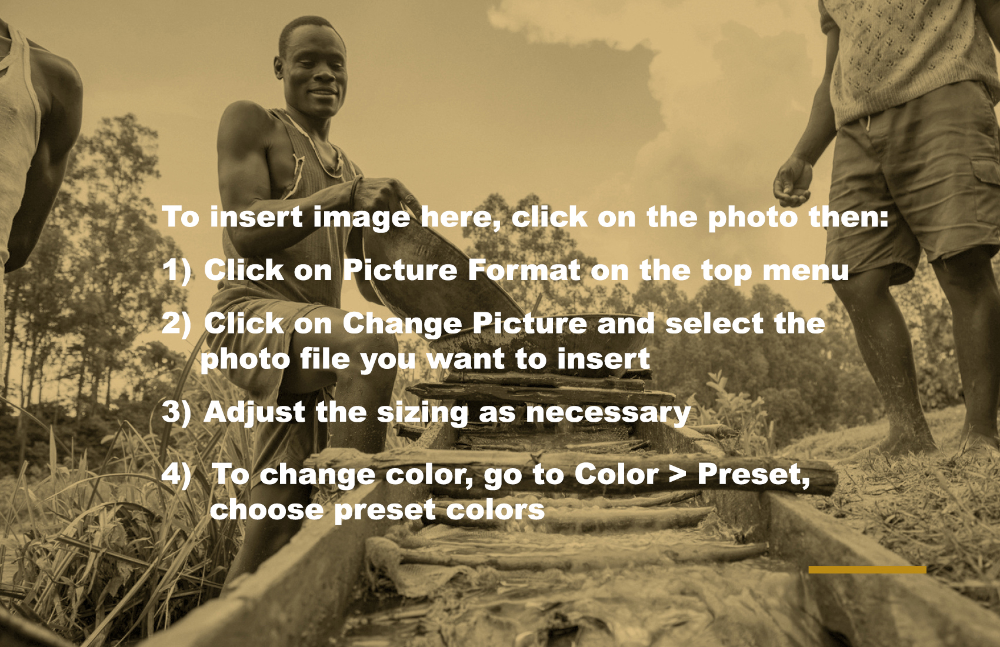 To insert image here, click on the photo then:
1) Click on Picture Format on the top menu
2) Click on Change Picture and select the
photo file you want to insert
3) Adjust the sizing as necessary
4) To change color, go to Color > Preset,
choose preset colors